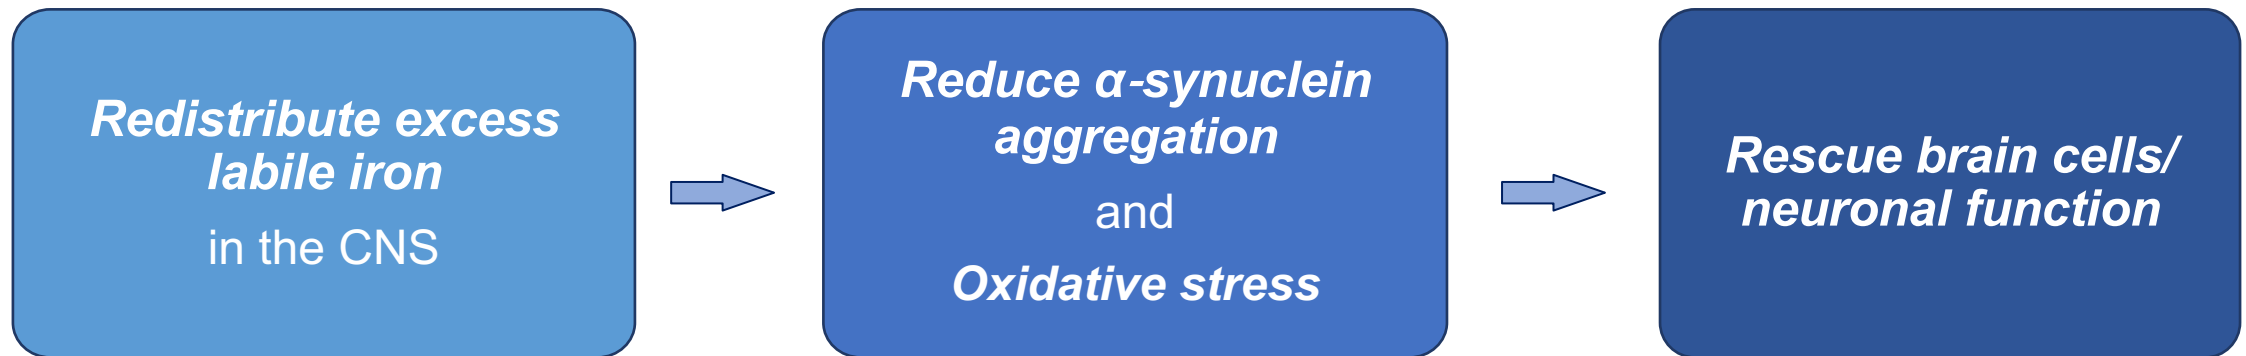 Redistribute excess
labile iron
in the CNS
Reduce α-synuclein
aggregation
and
Oxidative stress
Rescue brain cells/
neuronal function